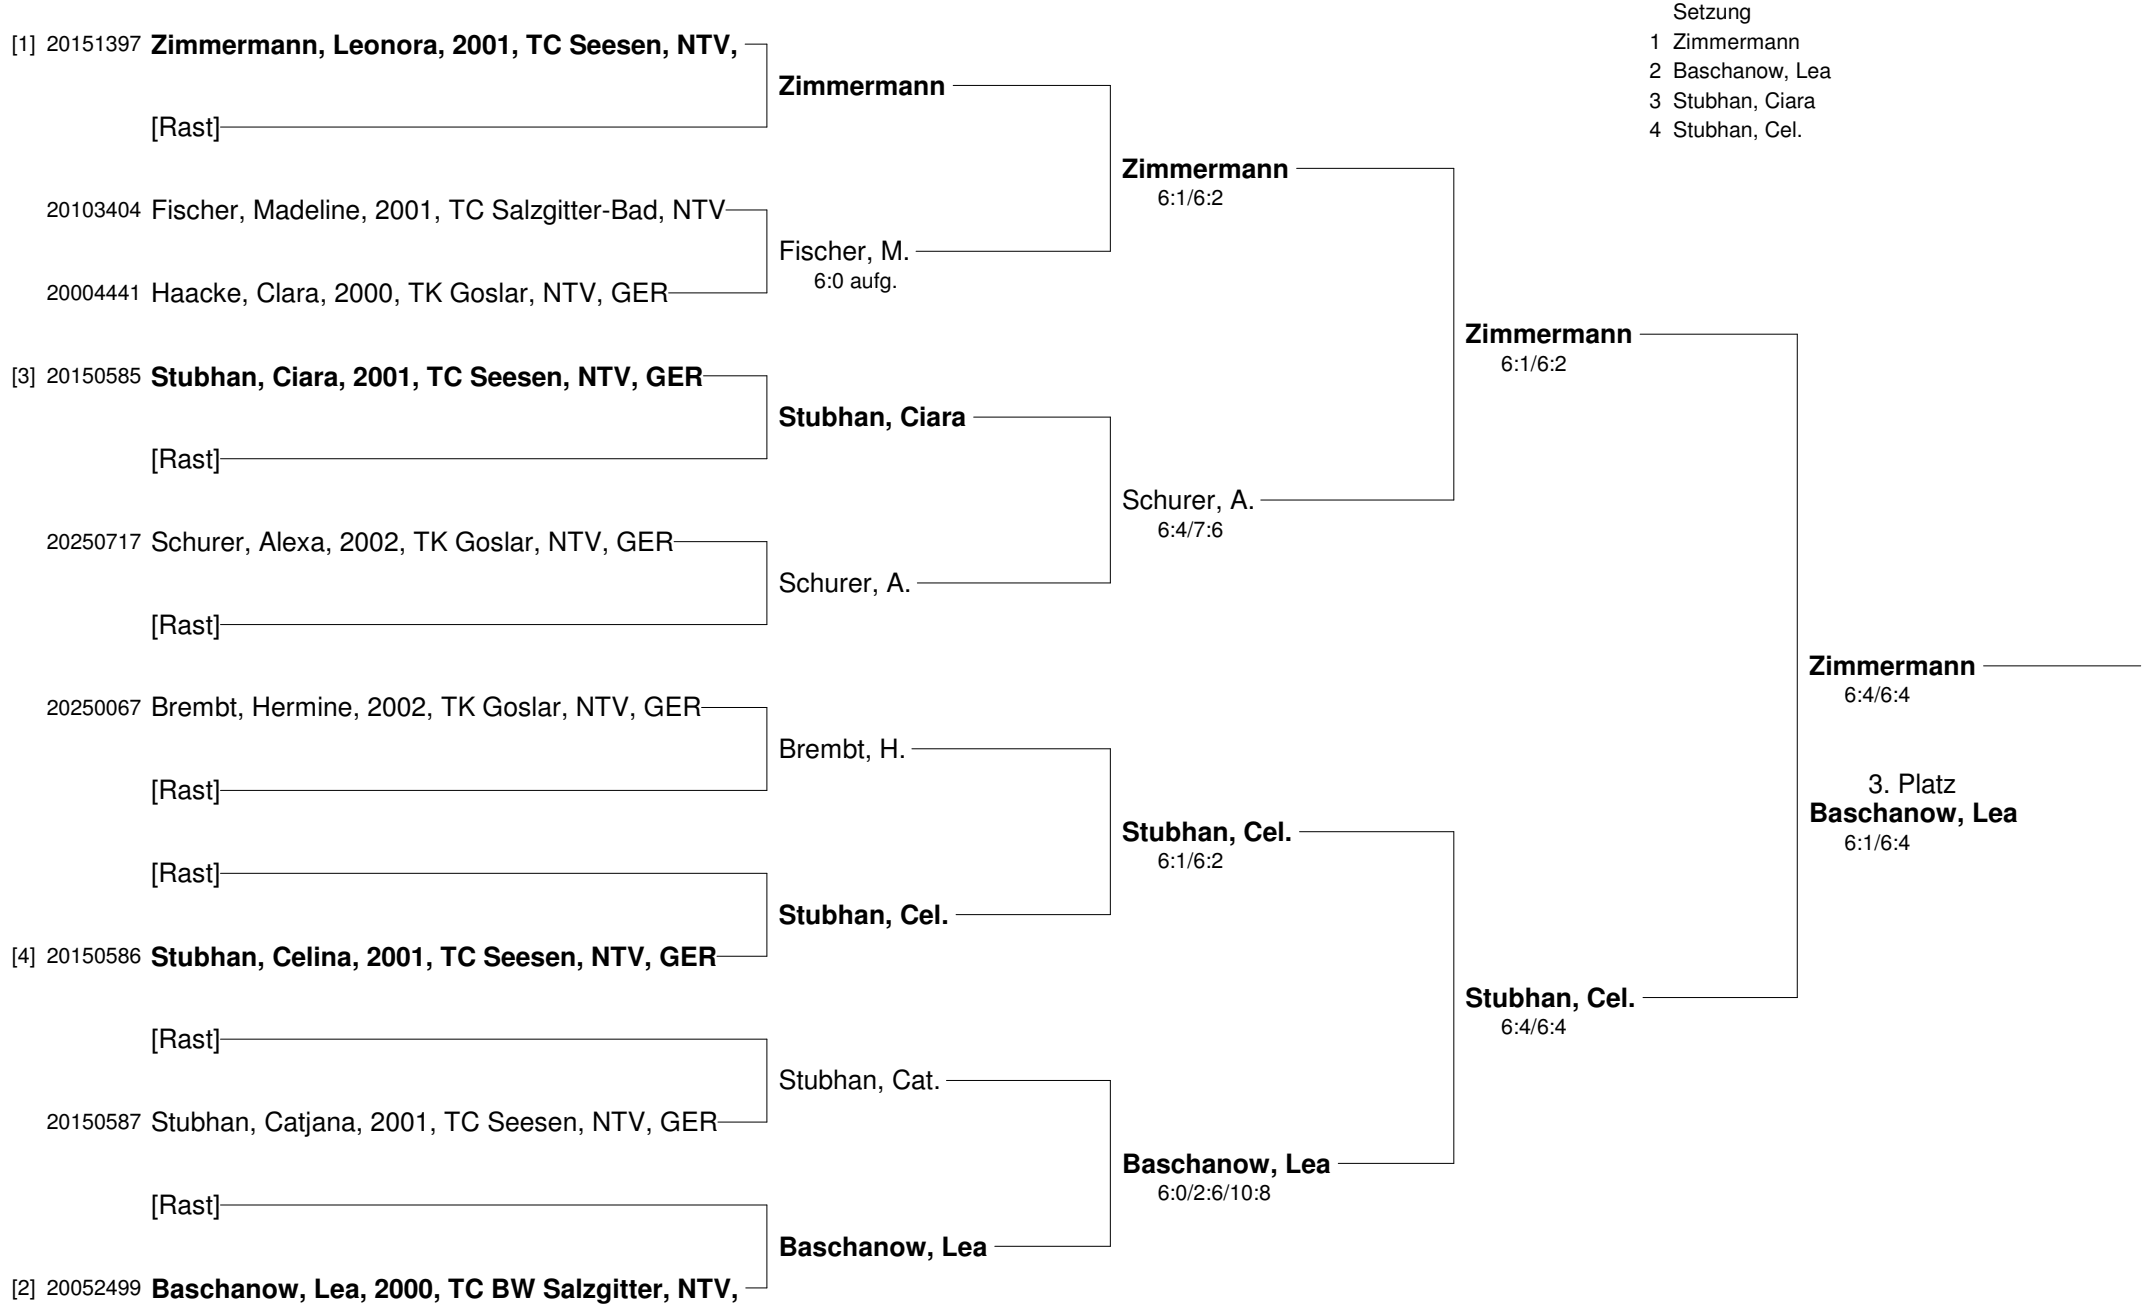 Setzung
1 Zimmermann
2 Baschanow, Lea
3 Stubhan, Ciara
4 Stubhan, Cel.
[1] 20151397 Zimmermann, Leonora, 2001, TC Seesen, NTV,
[Rast]
20103404 Fischer, Madeline, 2001, TC Salzgitter-Bad, NTV
20004441 Haacke, Clara, 2000, TK Goslar, NTV, GER
[3] 20150585 Stubhan, Ciara, 2001, TC Seesen, NTV, GER
[Rast]
20250717 Schurer, Alexa, 2002, TK Goslar, NTV, GER
[Rast]
20250067 Brembt, Hermine, 2002, TK Goslar, NTV, GER
[Rast]
[Rast]
[4] 20150586 Stubhan, Celina, 2001, TC Seesen, NTV, GER
[Rast]
20150587 Stubhan, Catjana, 2001, TC Seesen, NTV, GER
[Rast]
[2] 20052499 Baschanow, Lea, 2000, TC BW Salzgitter, NTV,
Zimmermann
Fischer, M.
6:0 aufg.
Stubhan, Ciara
Schurer, A.
Brembt, H.
Stubhan, Cel.
Stubhan, Cat.
Baschanow, Lea
Zimmermann
6:1/6:2
Schurer, A.
6:4/7:6
Stubhan, Cel.
6:1/6:2
Baschanow, Lea
6:0/2:6/10:8
Zimmermann
6:1/6:2
Stubhan, Cel.
6:4/6:4
Zimmermann
6:4/6:4
3. Platz
Baschanow, Lea
6:1/6:4